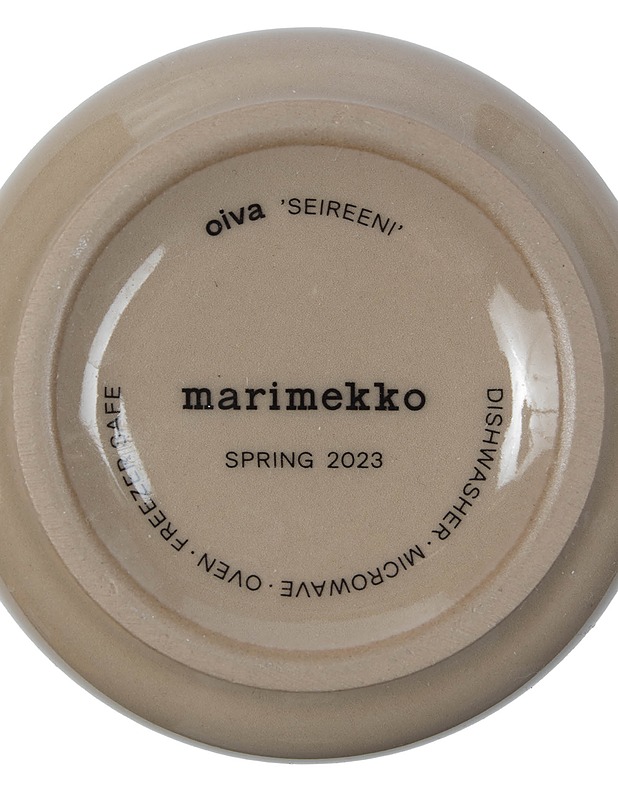 oiva ’SEIREENI’
marimekko
SPRING 2023
DISHWASHER · MICROWAVE · OVEN · FREEZER SAFE